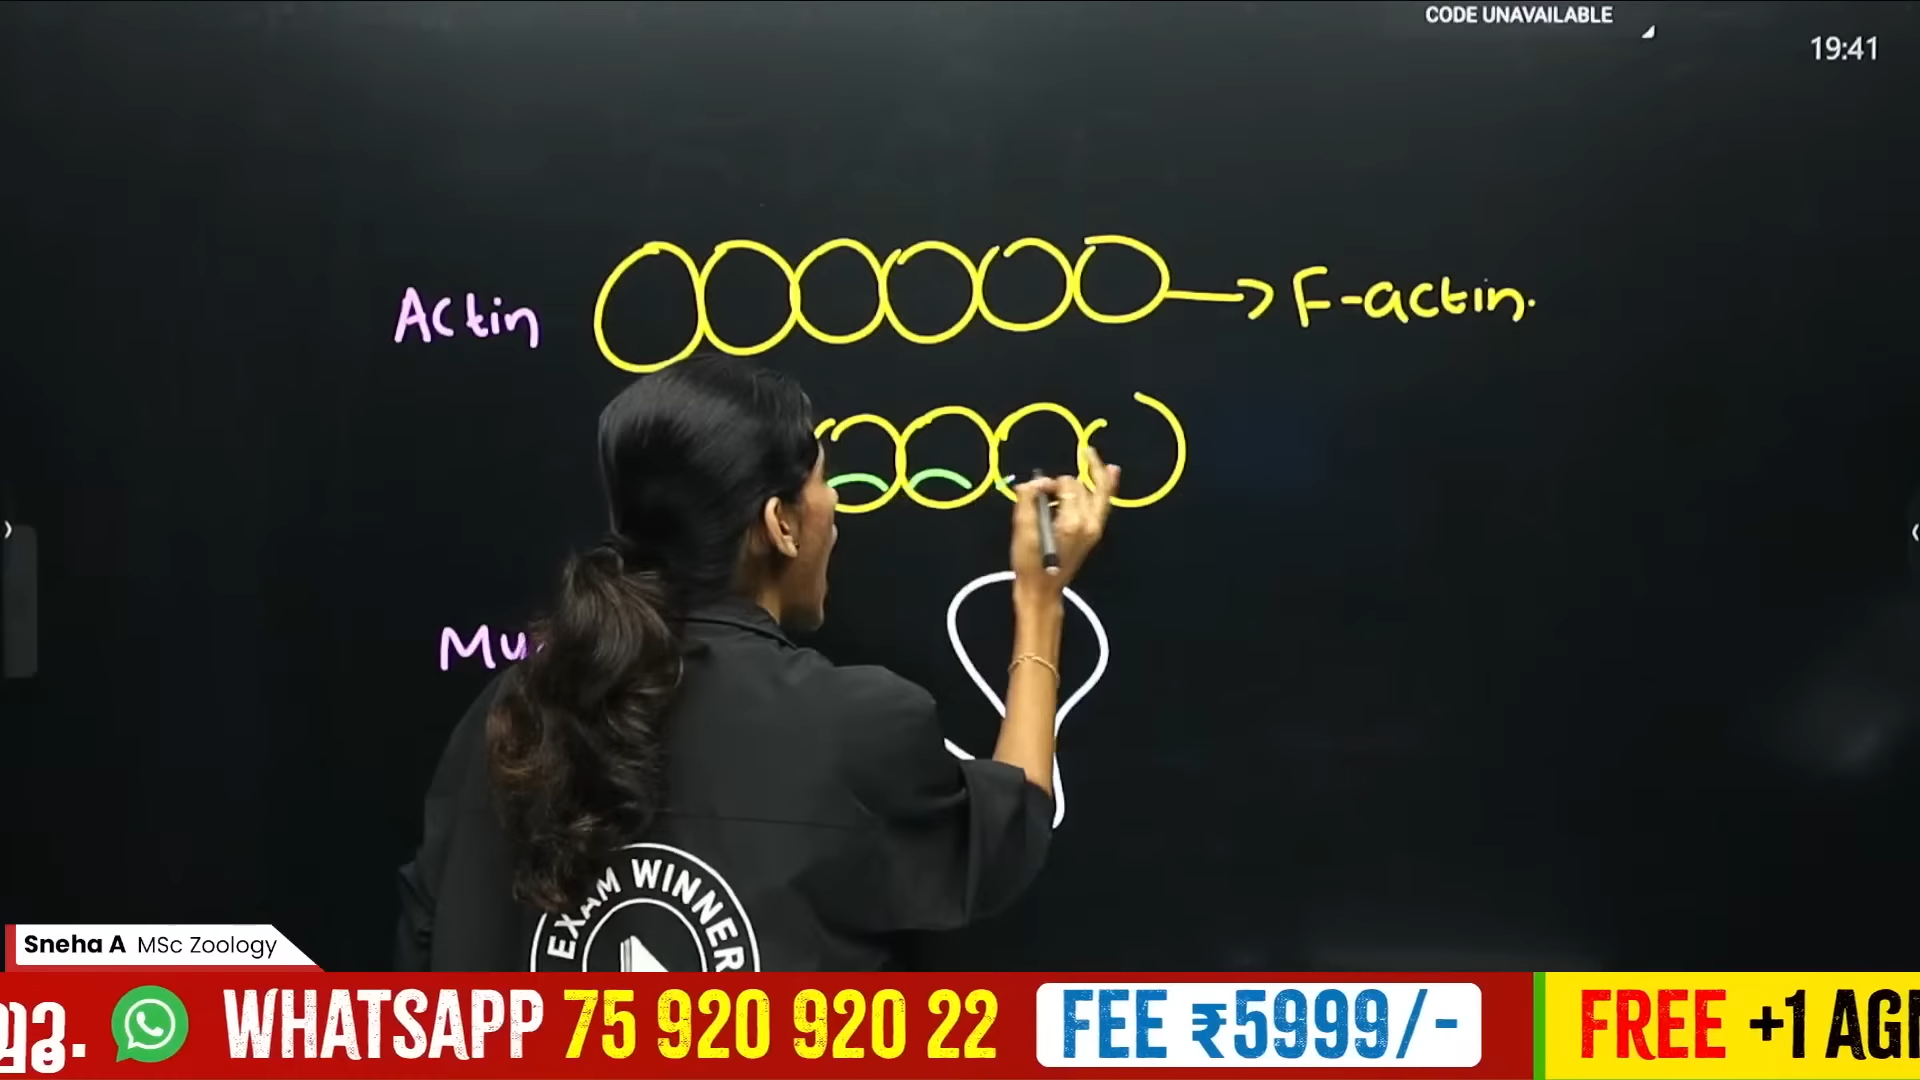 CODE UNAVAILABLE
19:41
Actin
F-actin.
EXAM WINNER
Sneha A MSc Zoology
WHATSAPP 75 920 920 22
FEE ₹5999/-
FREE +1